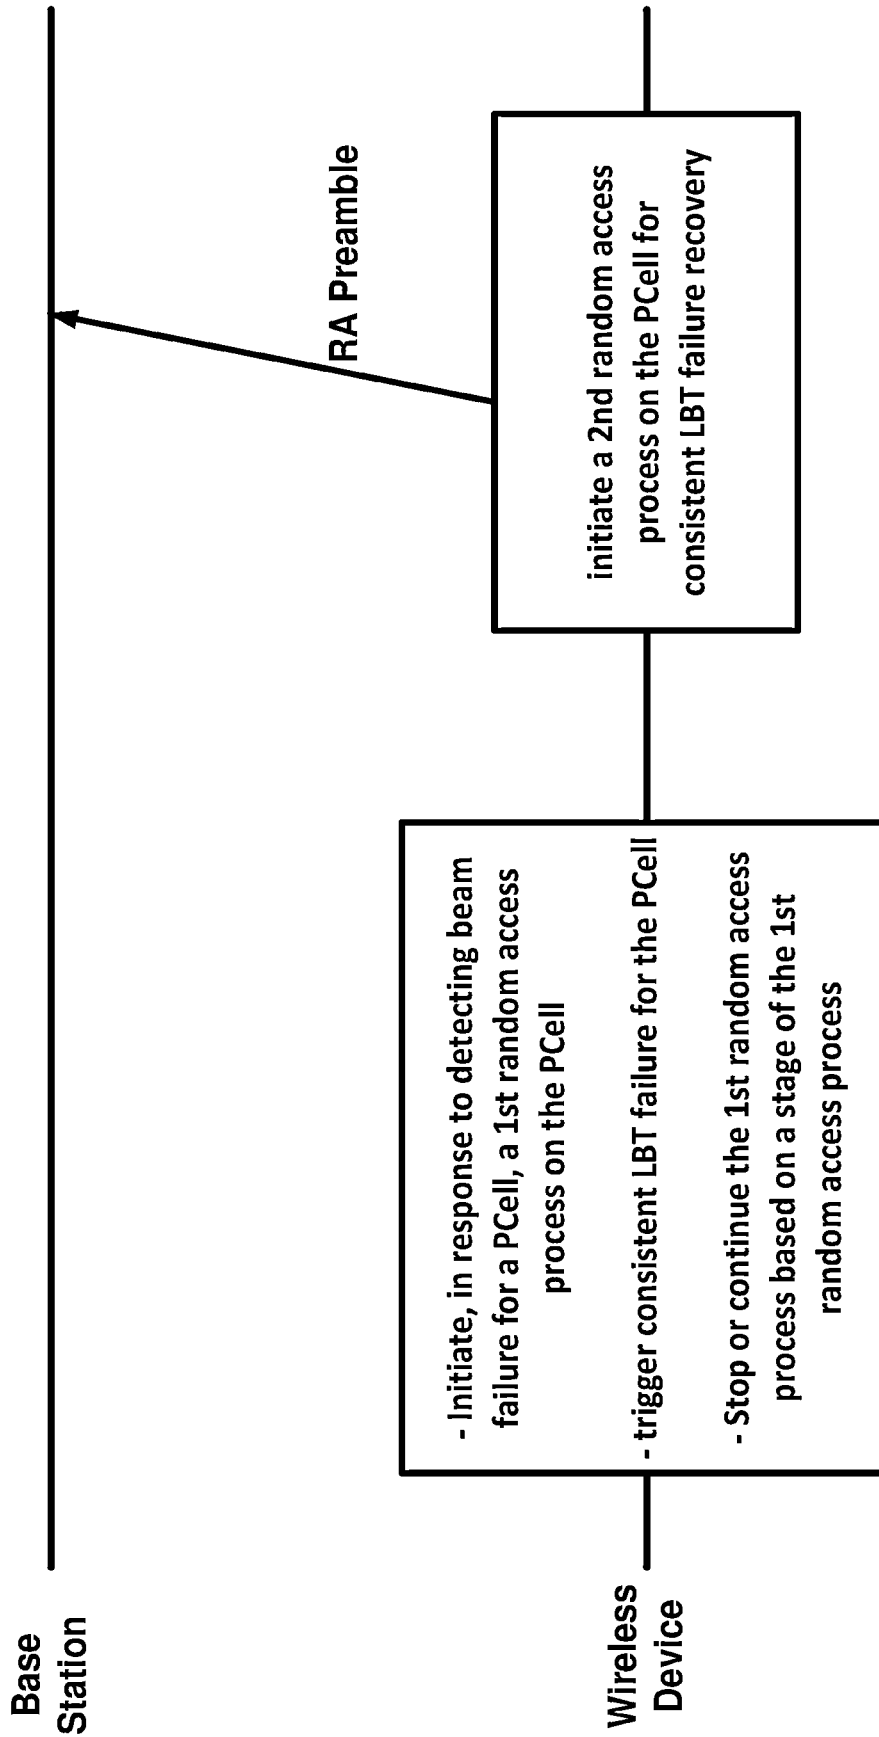 Base
Station
RA Preamble
Wireless
Device
- Initiate, in response to detecting beam
failure for a PCell, a 1st random access
process on the PCell
- trigger consistent LBT failure for the PCell
- Stop or continue the 1st random access
process based on a stage of the 1st
random access process
initiate a 2nd random access
process on the PCell for
consistent LBT failure recovery